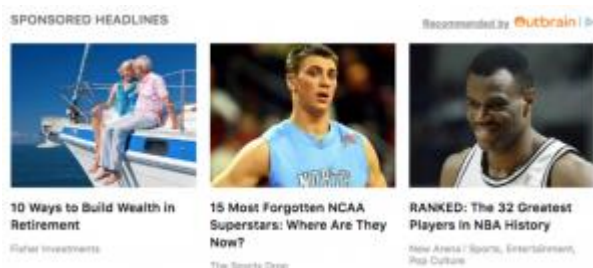 SPONSORED HEADLINES
Recommended by Outbrain |
NORTH
10 Ways to Build Wealth in
Retirement
Fisher Investments
15 Most Forgotten NCAA
Superstars: Where Are They
Now?
The Sports Drop
RANKED: The 32 Greatest
Players in NBA History
New Arena | Sports, Entertainment,
Pop Culture